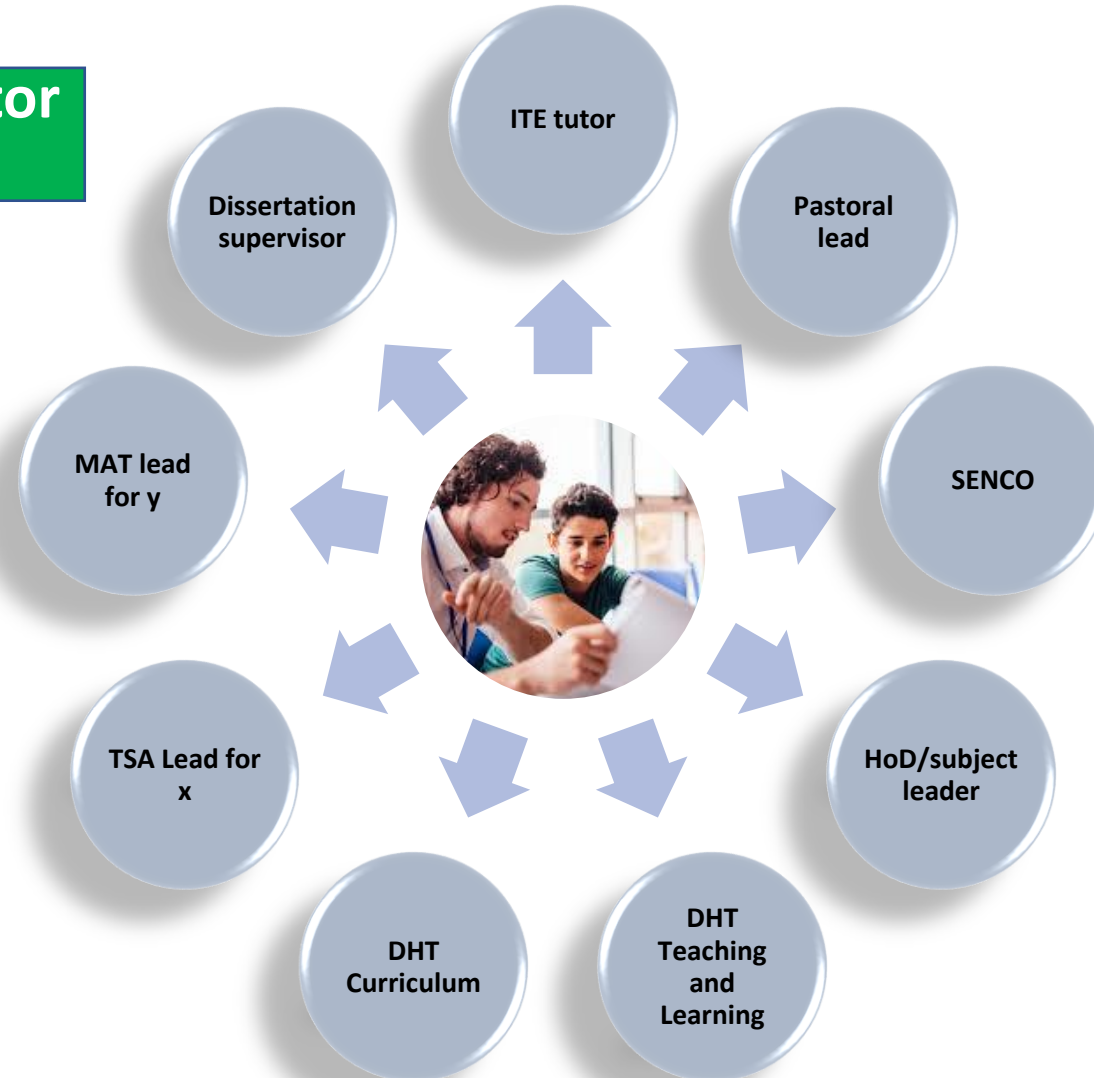 ITE tutor
Dissertation
supervisor
Pastoral
lead
MAT lead
for y
SENCO
TSA Lead for
x
HoD/subject
leader
DHT
Curriculum
DHT
Teaching
and
Learning